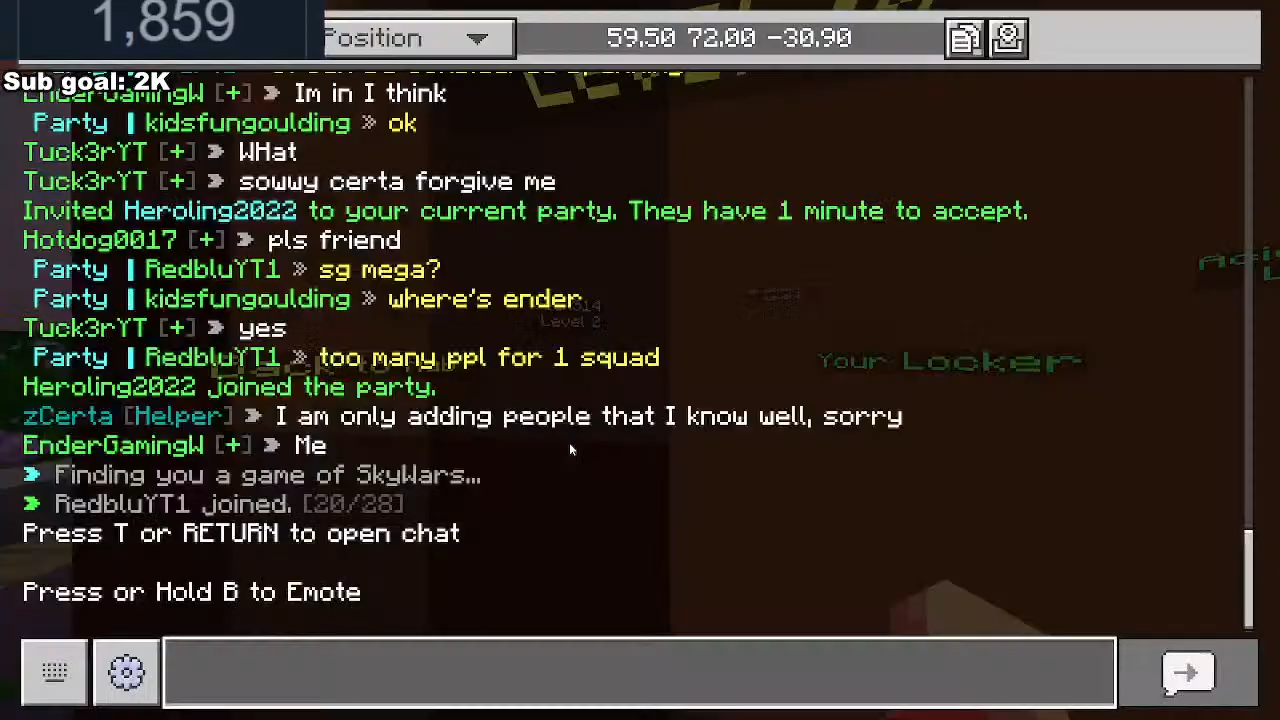 1,859
Position
59.50 72.00 -30.90
Sub goal: 2K
EnderGamingW [+] » Im in I think
Party | kidsfungoulding » ok
Tuck3rYT [+] » WHat
Tuck3rYT [+] » sowwy certa forgive me
Invited Heroling2022 to your current party. They have 1 minute to accept.
Hotdog0017 [+] » pls friend
Party | RedbluYT1 » sg mega?
Party | kidsfungoulding » where's ender
Level 2
Tuck3rYT [+] » yes
Party | RedbluYT1 » too many ppl for 1 squad
Your Locker
Heroling2022 joined the party.
zCerta [Helper] » I am only adding people that I know well, sorry
EnderGamingW [+] » Me
» Finding you a game of SkyWars...
» RedbluYT1 joined. [20/28]
Press T or RETURN to open chat
Press or Hold B to Emote